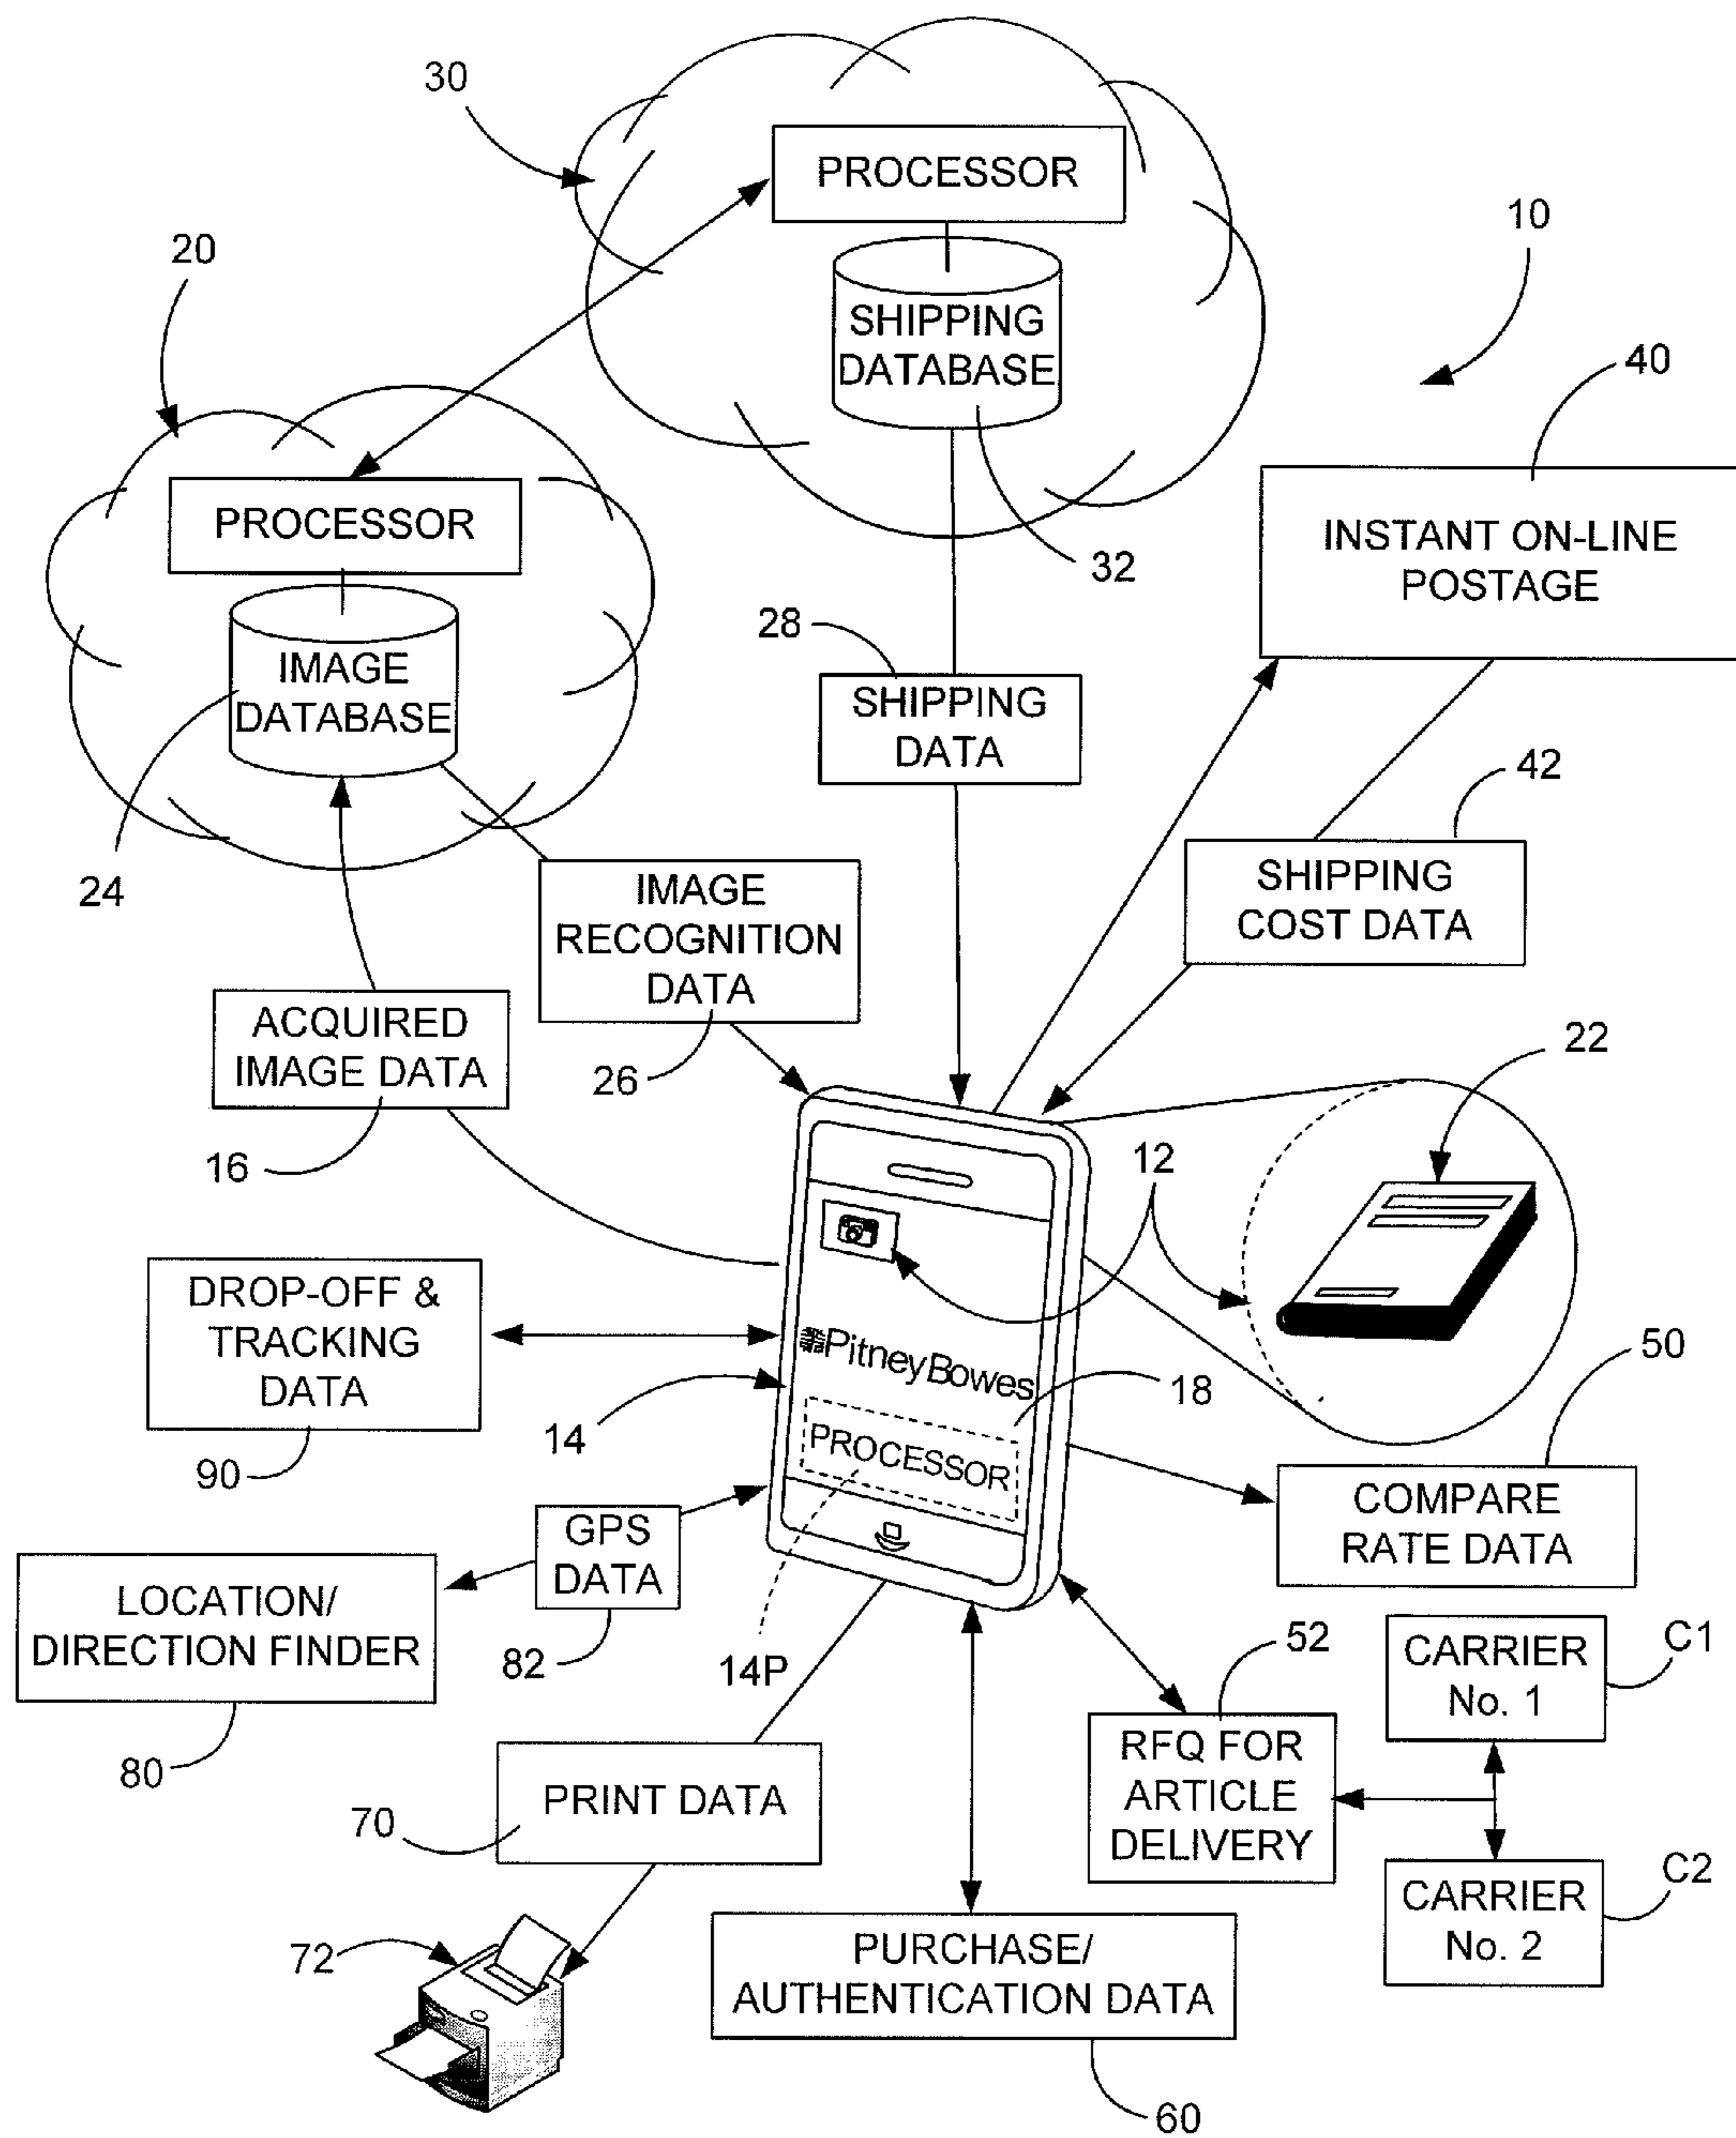 30
PROCESSOR
10
20
SHIPPING
DATABASE
40
PROCESSOR
INSTANT ON-LINE
POSTAGE
32
28
IMAGE
DATABASE
SHIPPING
DATA
42
24
IMAGE
RECOGNITION
DATA
SHIPPING
COST DATA
ACQUIRED
IMAGE DATA
22
26
16
12
DROP-OFF &
TRACKING
DATA
PitneyBowes
50
18
14
PROCESSOR
90
COMPARE
RATE DATA
GPS
DATA
LOCATION/
DIRECTION FINDER
82
14P
52
CARRIER
No. 1
C1
80
RFQ FOR
ARTICLE
DELIVERY
PRINT DATA
70
CARRIER
No. 2
C2
72
PURCHASE/
AUTHENTICATION DATA
60